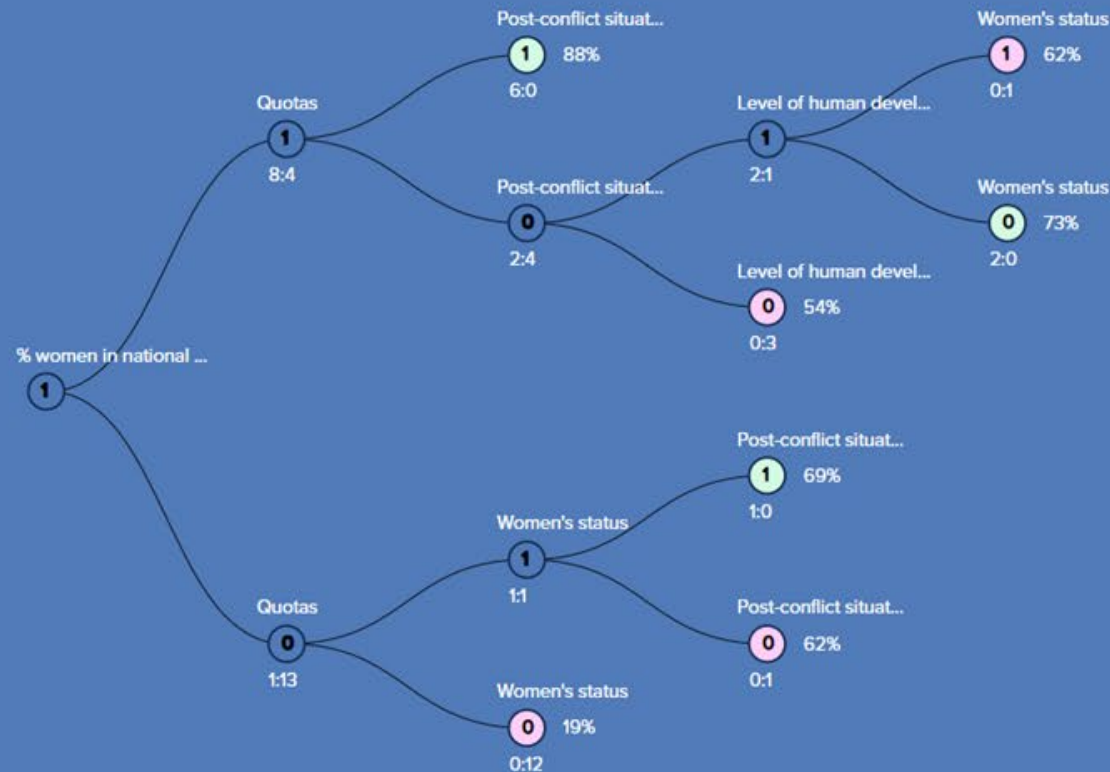 Post-conflict situat...
1 88%
6:0
Women's status
1 62%
0:1
Quotas
1
8:4
Level of human devel...
1
2:1
Post-conflict situat...
0
2:4
Women's status
0 73%
2:0
Level of human devel...
0 54%
0:3
% women in national ...
1
Post-conflict situat...
1 69%
1:0
Women's status
1
1:1
Quotas
0
1:13
Post-conflict situat...
0 62%
0:1
Women's status
0 19%
0:12